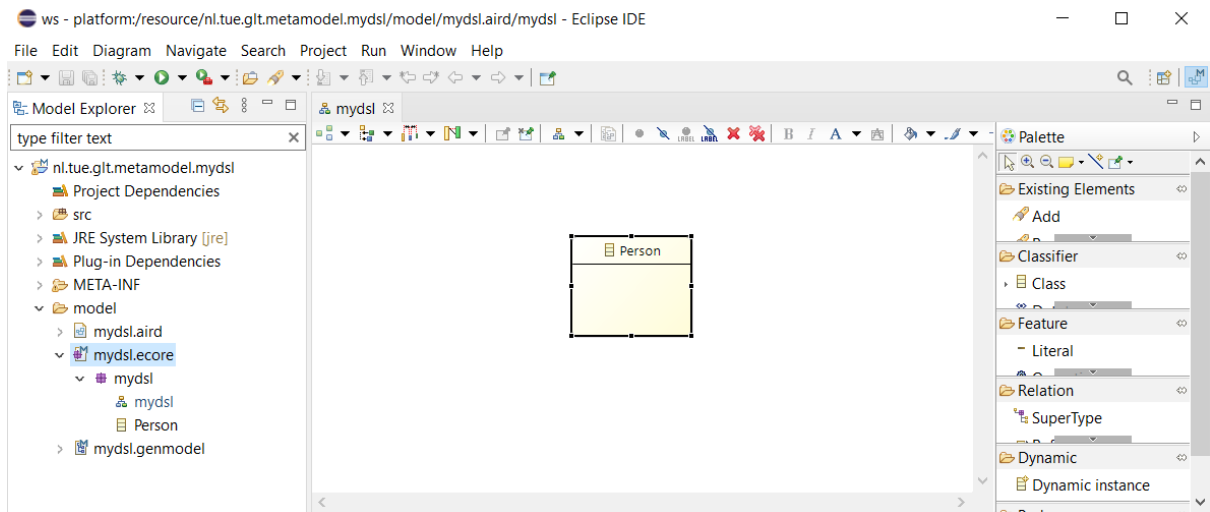 ws - platform:/resource/nl.tue.glt.metamodel.mydsl/model/mydsl.aird/mydsl - Eclipse IDE
File Edit Diagram Navigate Search Project Run Window Help
Model Explorer
mydsl
type filter text
LABEL LABEL B I A
Palette
nl.tue.glt.metamodel.mydsl
Project Dependencies
src
JRE System Library [jre]
Plug-in Dependencies
META-INF
model
mydsl.aird
mydsl.ecore
mydsl
mydsl
Person
mydsl.genmodel
Person
Existing Elements
Add
Classifier
Class
Feature
Literal
Relation
SuperType
Dynamic
Dynamic instance